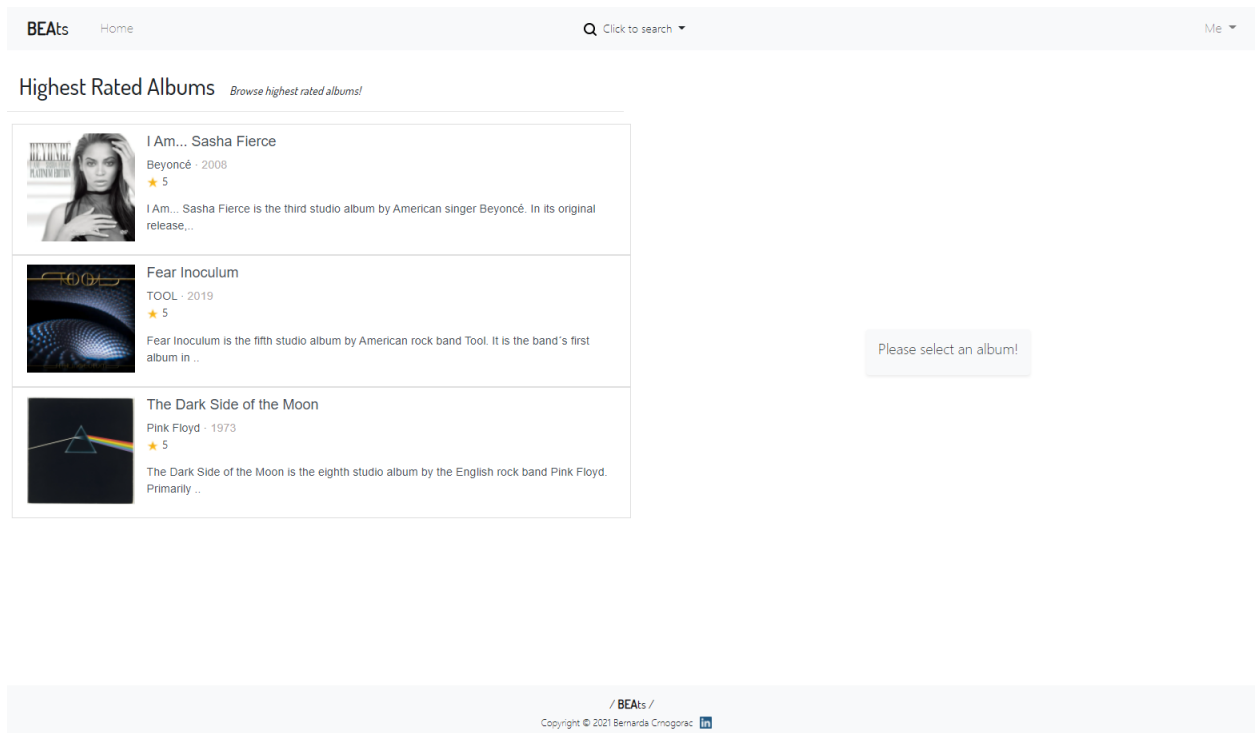 BEAts Home Click to search Me
Highest Rated Albums Browse highest rated albums!
BEYONCÉ
PLATINUM EDITION
I Am... Sasha Fierce
Beyoncé · 2008
★ 5
I Am... Sasha Fierce is the third studio album by American singer Beyoncé. In its original
release,..
TOOL
Fear Inoculum
TOOL · 2019
★ 5
Fear Inoculum is the fifth studio album by American rock band Tool. It is the band´s first
album in ..
The Dark Side of the Moon
Pink Floyd · 1973
★ 5
The Dark Side of the Moon is the eighth studio album by the English rock band Pink Floyd.
Primarily ..
Please select an album!
/ BEAts /
Copyright © 2021 Bernarda Crnogorac in